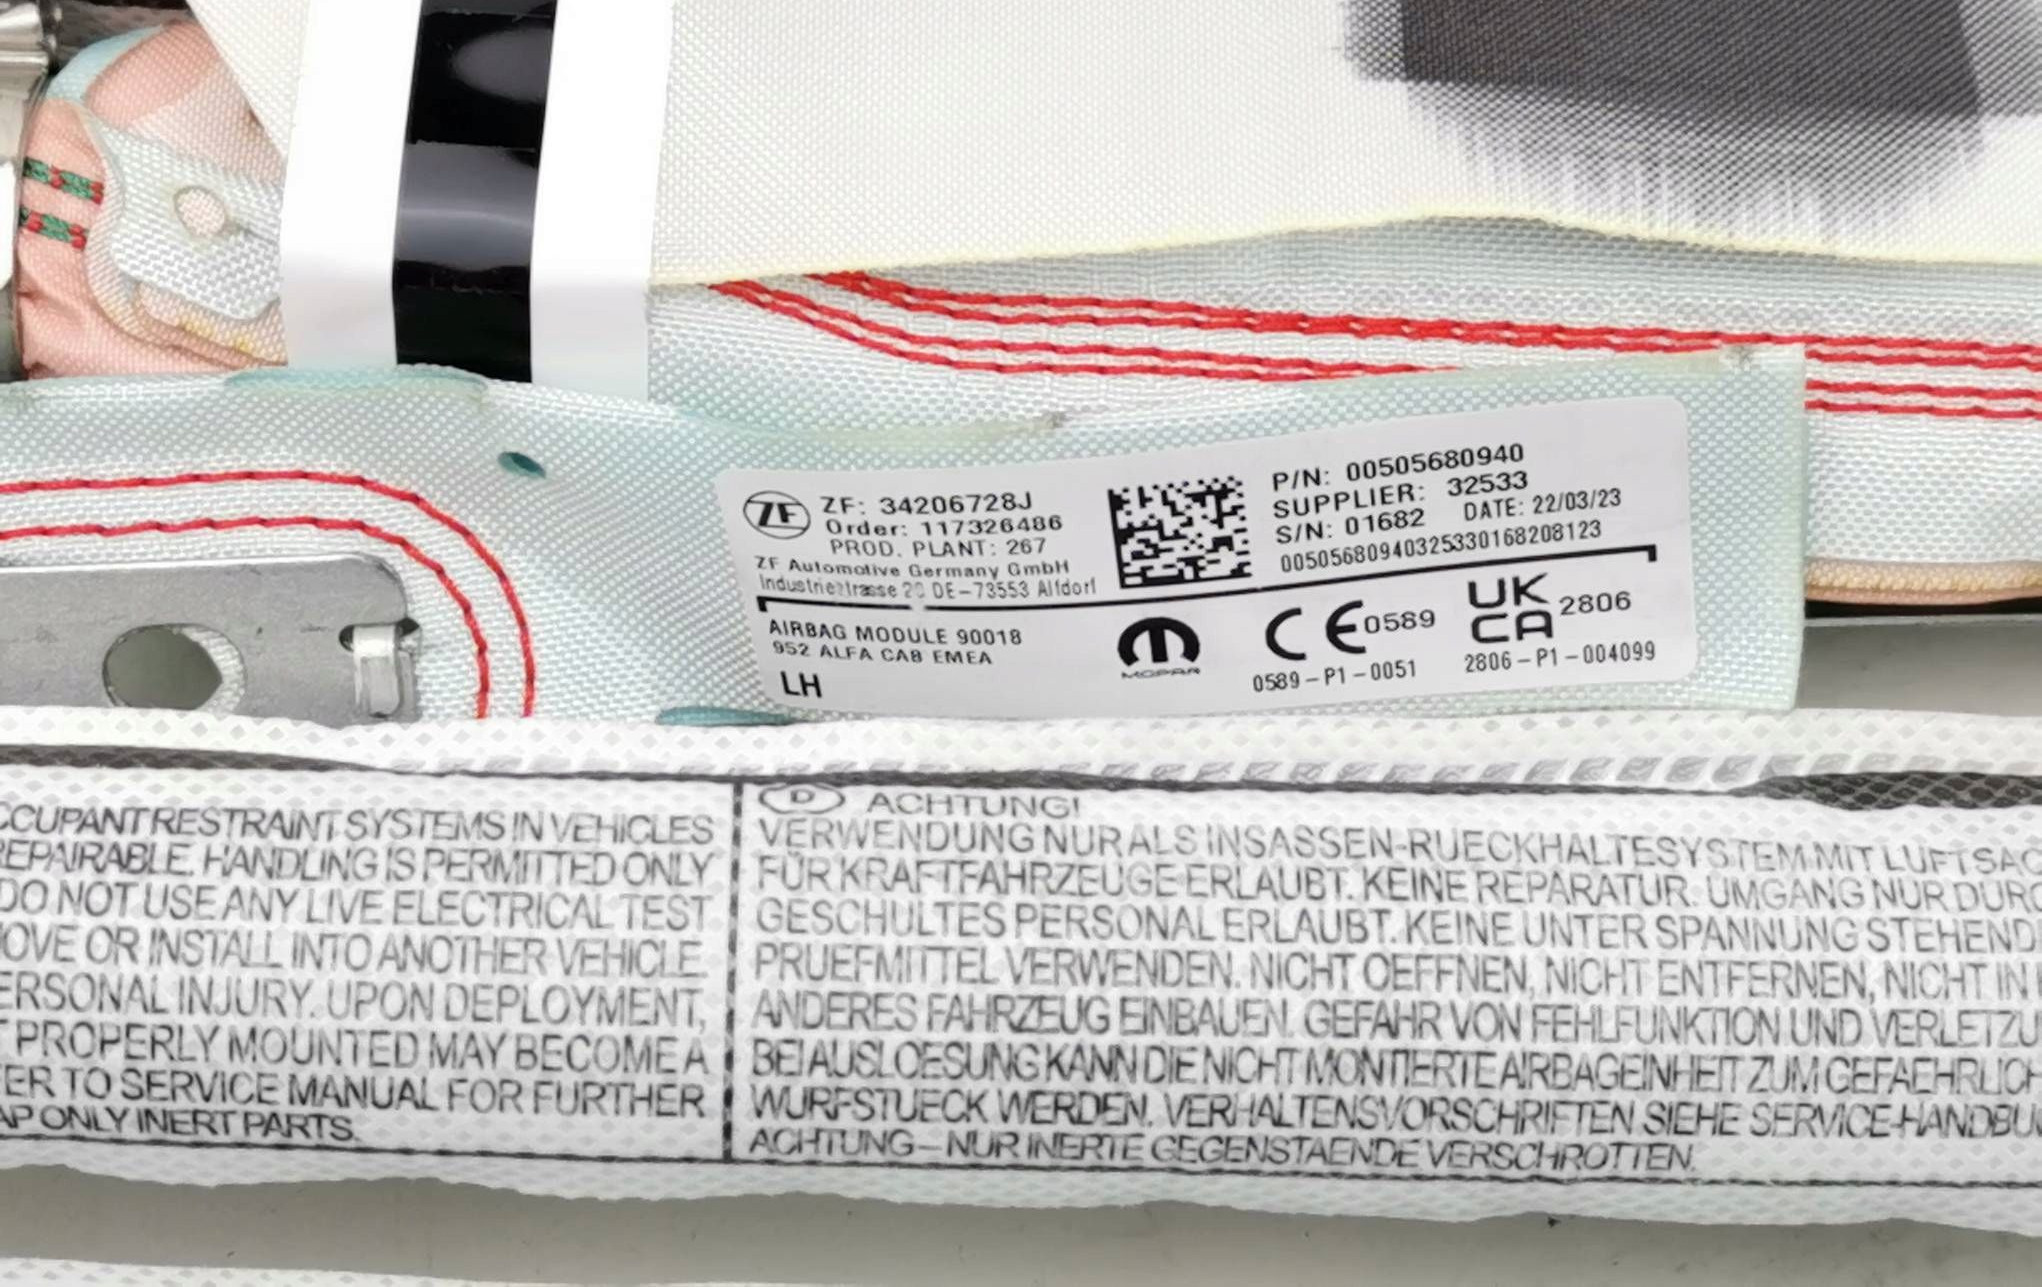 ZF
ZF: 34206728J
Order: 117326486
PROD. PLANT: 267
ZF Automotive Germany GmbH
Industriestrasse 20 DE-73553 Alfdorf
P/N: 00505680940
SUPPLIER: 32533
S/N: 01682 DATE: 22/03/23
005056809403253301682​08123
AIRBAG MODULE 90018
952 ALFA CAB EMEA
LH
MOPAR
CE 0589
0589-P1-0051
UK
CA 2806
2806-P1-004099
CCUPANT RESTRAINT SYSTEMS IN VEHICLES
REPAIRABLE. HANDLING IS PERMITTED ONLY
DO NOT USE ANY LIVE ELECTRICAL TEST
MOVE OR INSTALL INTO ANOTHER VEHICLE.
ERSONAL INJURY. UPON DEPLOYMENT,
T PROPERLY MOUNTED MAY BECOME A
ER TO SERVICE MANUAL FOR FURTHER
AP ONLY INERT PARTS.
D ACHTUNG!
VERWENDUNG NUR ALS INSASSEN-RUECKHALTESYSTEM MIT LUFTSAC
FÜR KRAFTFAHRZEUGE ERLAUBT. KEINE REPARATUR. UMGANG NUR DURC
GESCHULTES PERSONAL ERLAUBT. KEINE UNTER SPANNUNG STEHEND
PRUEFMITTEL VERWENDEN. NICHT OEFFNEN, NICHT ENTFERNEN, NICHT IN
ANDERES FAHRZEUG EINBAUEN. GEFAHR VON FEHLFUNKTION UND VERLETZU
BEI AUSLOESUNG KANN DIE NICHT MONTIERTE AIRBAGEINHEIT ZUM GEFAEHRLICH
WURFSTUECK WERDEN. VERHALTENSVORSCHRIFTEN SIEHE SERVICE-HANDBU
ACHTUNG-NUR INERTE GEGENSTAENDE VERSCHROTTEN.